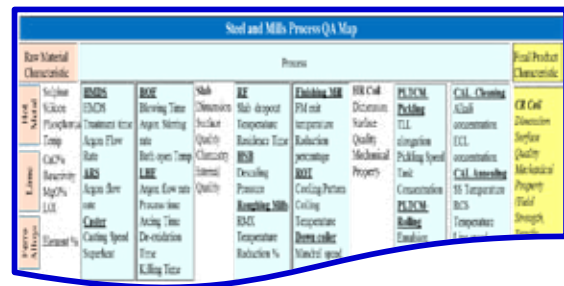 Steel and Mills Process QA Map
Raw Material Characteristic
Process
Final Product Characteristic
Hot Metal
Sulphur
Silicon
Phosphorus
Temp
Lime
CaO%
Reactivity
MgO%
LOI
Ferro Alloys
Element %
HMDS
Treatment time
Argon Flow
Rate
ARS
Argon flow
rate
Caster
Casting Speed
Superheat
BOF
Blowing Time
Argon Stirring
rate
Bath oxygen Temp
LHF
Argon flow rate
Process time
Arcing Time
De-oxidation
Time
Killing Time
Slab
Dimension
Surface
Quality
Chemistry
Internal
Quality
RF
Slab dropout
Temperature
Residence Time
HSB
Descaling
Pressure
Roughing Mill
RMX
Temperature
Reduction %
Finishing Mill
FM exit
temperature
Reduction
percentage
ROT
Cooling Pattern
Coiling
Temperature
Down coiler
Mandrel speed
HR Coil
Dimension
Surface
Quality
Mechanical
Property
PLTCM
Pickling
TLL
elongation
Pickling Speed
Tank
Concentration
PLTCM
Rolling
Emulsion
CAL Cleaning
Alkali
concentration
ECL
concentration
CAL Annealing
SS Temperature
RCS
Temperature
CR Coil
Dimension
Surface
Quality
Mechanical
Property
(Yield
Strength,